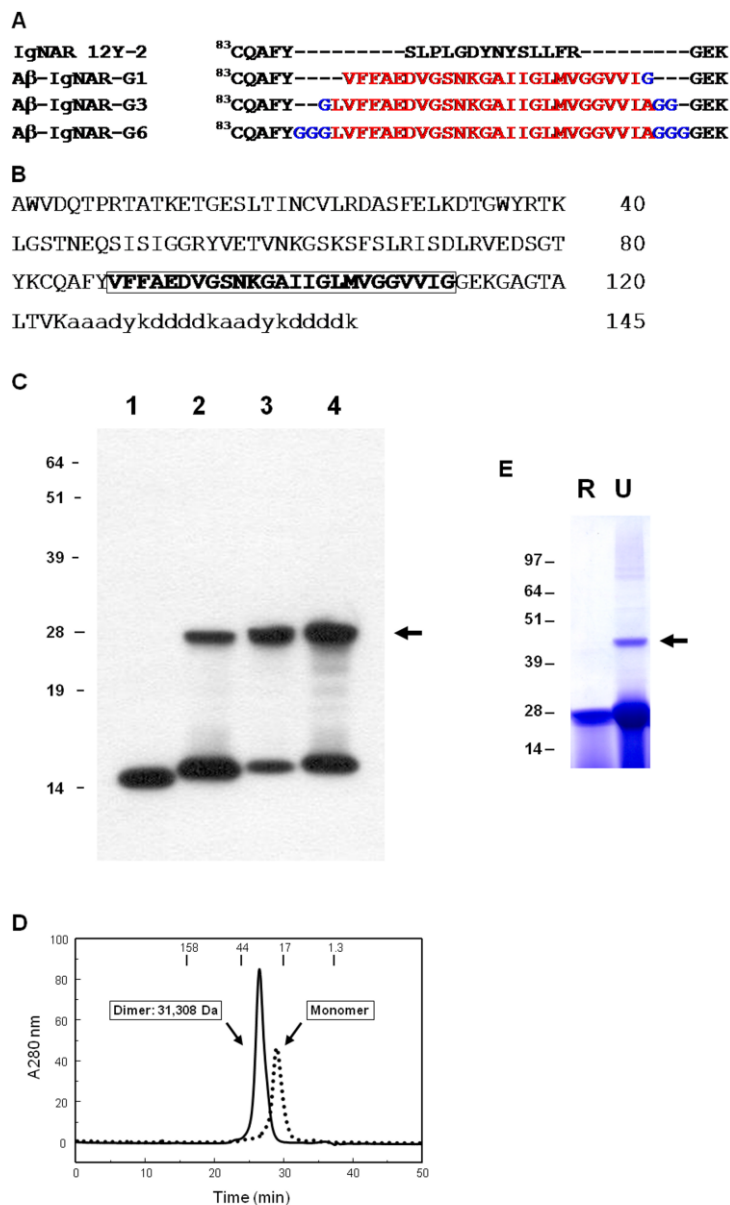 A
IgNAR 12Y-2 83CQAFY----------SLPLGDYNYSLLFR----------GEK
Aβ-IgNAR-G1 83CQAFY-----VFFAEDVGSNKGAIIGLMVGGVVIG----GEK
Aβ-IgNAR-G3 83CQAFY--GLVFFAEDVGSNKGAIIGLMVGGVVIAGG--GEK
Aβ-IgNAR-G6 83CQAFYGGGLVFFAEDVGSNKGAIIGLMVGGVVIAGGGGEK
B
AWVDQTPRTATKETGESLTINCVLRDASFELKDTGWYRTK 40
LGSTNEQSISIGGRYVETVNKGSKSFSLRISDLRVEDSGT 80
YKCQAFYVFFAEDVGSNKGAIIGLMVGGVVIGGEKGAGTA 120
LTVKaaadykddddkaadykddddk 145
C
1 2 3 4
64 -
51 -
39 -
28 -
19 -
14 -
E
R U
97 -
64 -
51 -
39 -
28 -
14 -
D
100
80
60
40
20
0
A280 nm
158 44 17 1.3
Dimer: 31,308 Da
Monomer
0 10 20 30 40 50
Time (min)